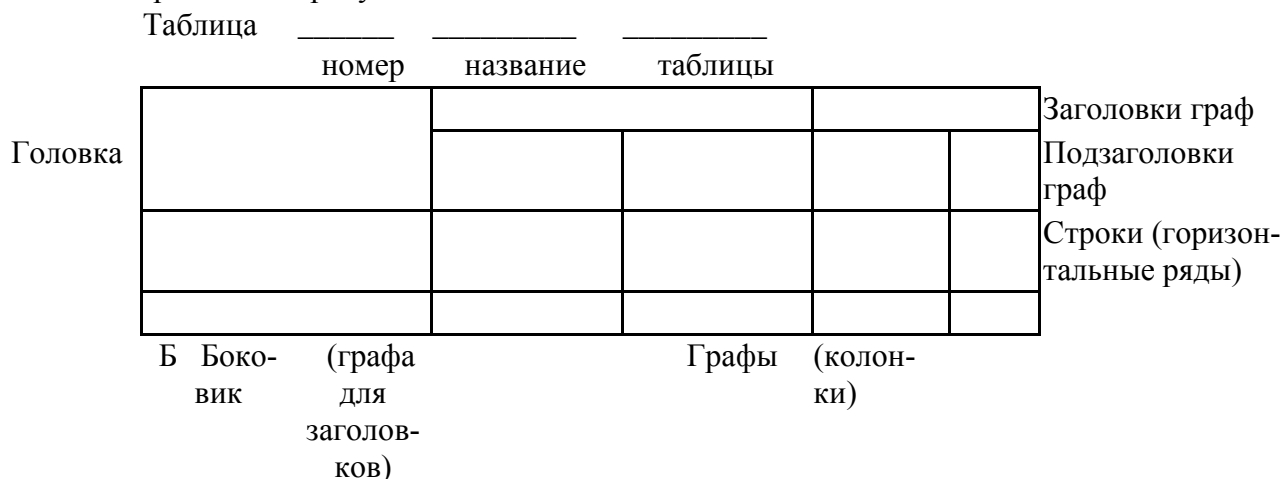 Таблица ______ _________ _________
номер название таблицы
Заголовки граф
Головка
Подзаголовки
граф
Строки (горизон-
тальные ряды)
Б Боко- (графа Графы (колон-
вик для ки)
заголов-
ков)